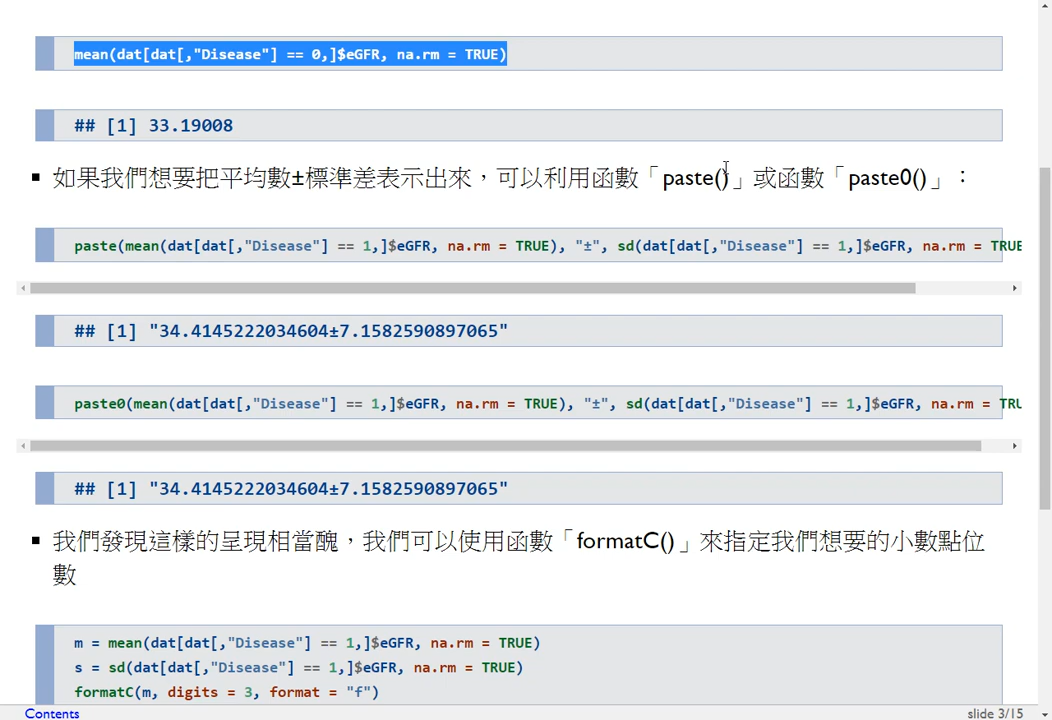 mean(dat[dat[,"Disease"] == 0,]$eGFR, na.rm = TRUE)
## [1] 33.19008
▪ 如果我們想要把平均數±標準差表示出來，可以利用函數「paste()」或函數「paste0()」：
paste(mean(dat[dat[,"Disease"] == 1,]$eGFR, na.rm = TRUE), "±", sd(dat[dat[,"Disease"] == 1,]$eGFR, na.rm = TRUE
## [1] "34.4145222034604±7.1582590897065"
paste0(mean(dat[dat[,"Disease"] == 1,]$eGFR, na.rm = TRUE), "±", sd(dat[dat[,"Disease"] == 1,]$eGFR, na.rm = TRU
## [1] "34.4145222034604±7.1582590897065"
▪ 我們發現這樣的呈現相當醜，我們可以使用函數「formatC()」來指定我們想要的小數點位
數
m = mean(dat[dat[,"Disease"] == 1,]$eGFR, na.rm = TRUE)
s = sd(dat[dat[,"Disease"] == 1,]$eGFR, na.rm = TRUE)
formatC(m, digits = 3, format = "f")
Contents
slide 3/15